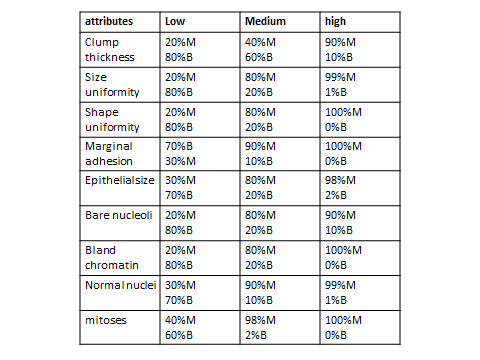 attributes Low Medium high
Clump 20%M 40%M 90%M
thickness 80%B 60%B 10%B
Size 20%M 80%M 99%M
uniformity 80%B 20%B 1%B
Shape 20%M 80%M 100%M
uniformity 80%B 20%B 0%B
Marginal 70%B 90%M 100%M
adhesion 30%M 10%B 0%B
Epithelialsize 30%M 80%M 98%M
70%B 20%B 2%B
Bare nucleoli 20%M 80%M 90%M
80%B 20%B 10%B
Bland 20%M 80%M 100%M
chromatin 80%B 20%B 0%B
Normal nuclei 30%M 90%M 99%M
70%B 10%B 1%B
mitoses 40%M 98%M 100%M
60%B 2%B 0%B